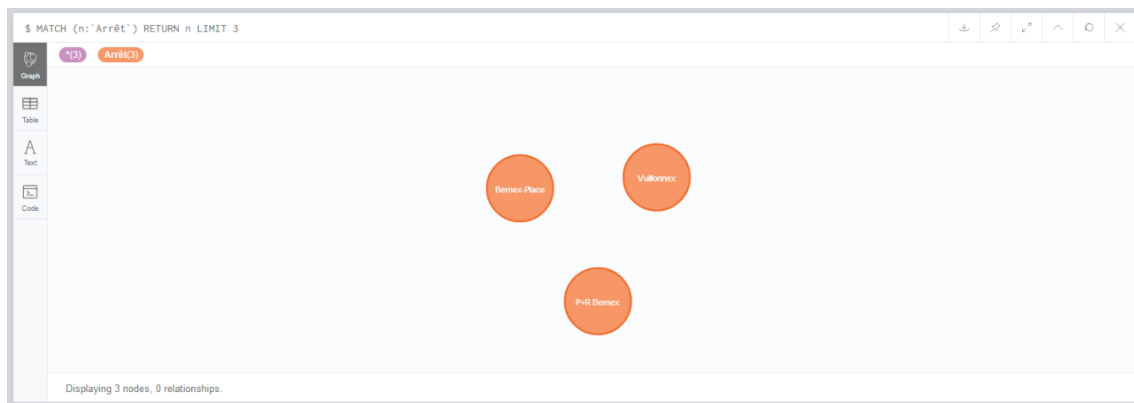 $ MATCH (n:`Arrêt`) RETURN n LIMIT 3
*(3) Arrêt(3)
Graph
Table
A
Text
Code
Bernex-Place
Vuillonnex
P+R Bernex
Displaying 3 nodes, 0 relationships.